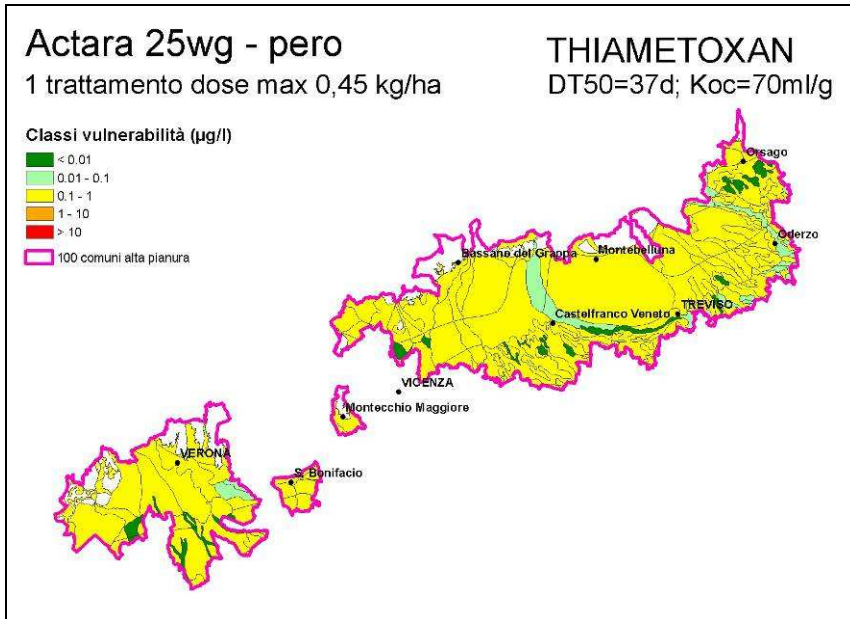 Actara 25wg - pero
1 trattamento dose max 0,45 kg/ha
THIAMETOXAN
DT50=37d; Koc=70ml/g
Classi vulnerabilità (µg/l)
< 0.01
0.01 - 0.1
0.1 - 1
1 - 10
> 10
100 comuni alta pianura
Orsago
Oderzo
Bassano del Grappa
Montebelluna
Castelfranco Veneto
TREVISO
VICENZA
Montecchio Maggiore
VERONA
S. Bonifacio